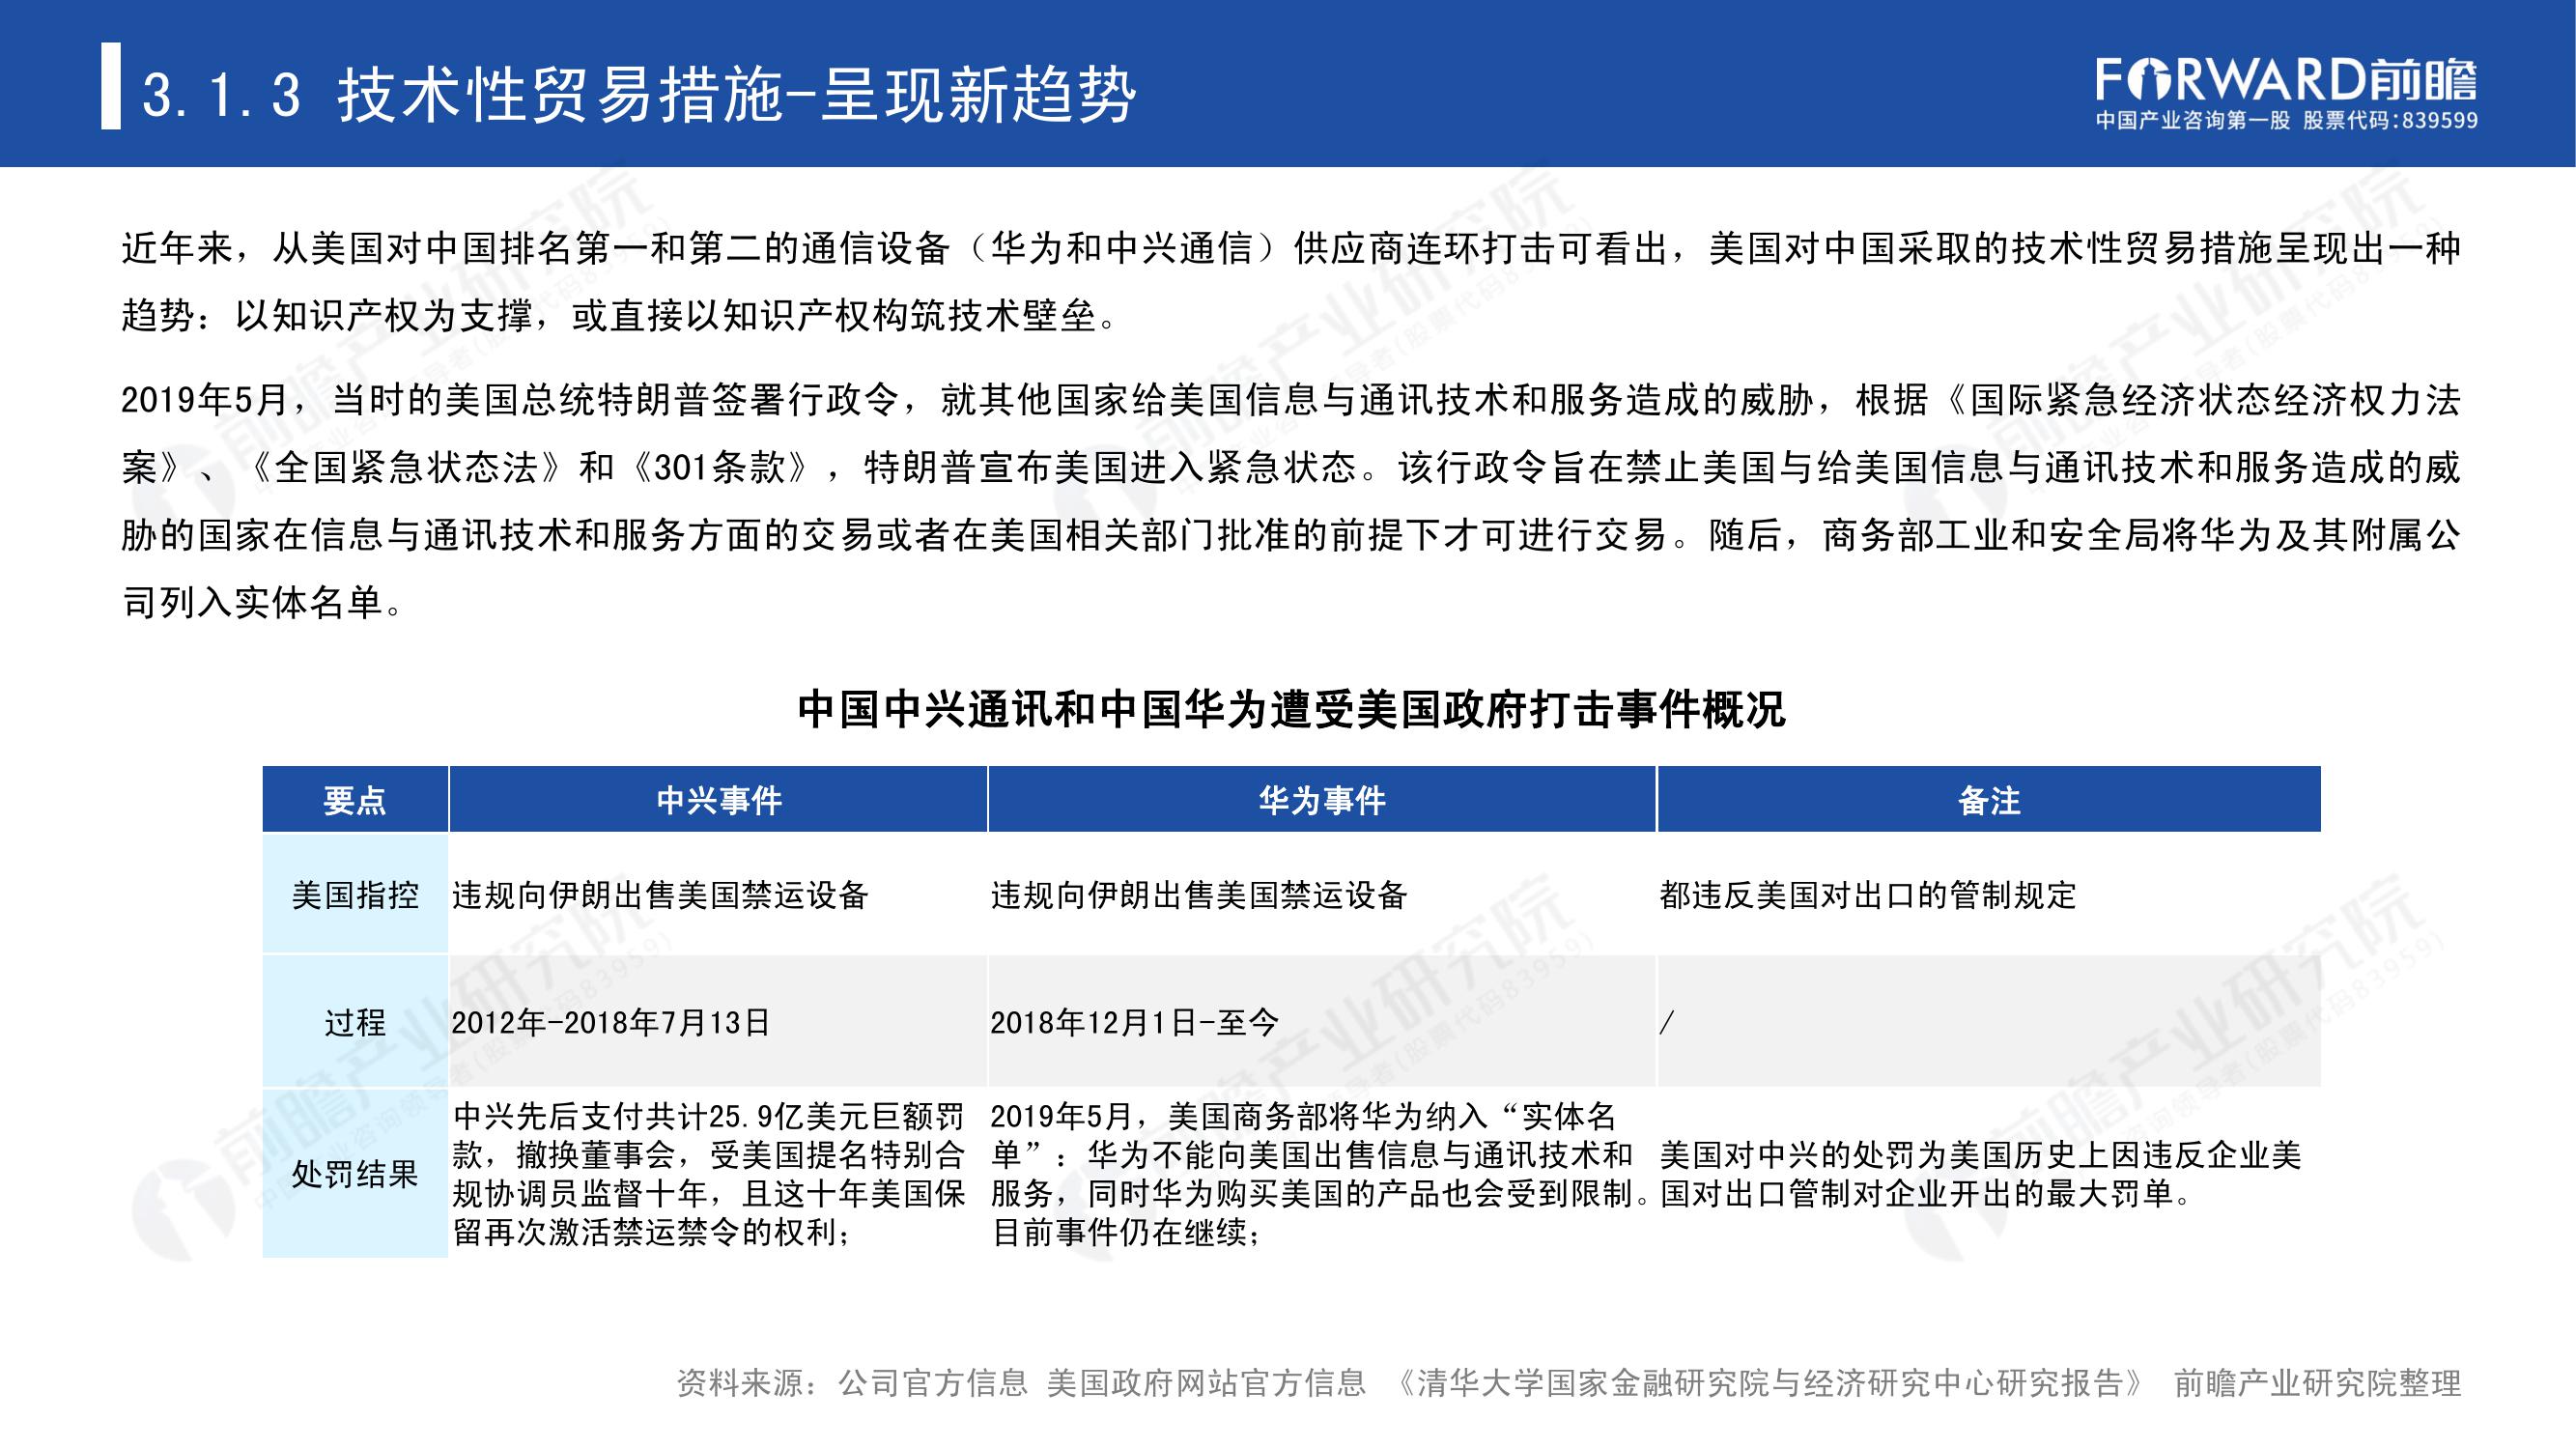 3.1.3 技术性贸易措施-呈现新趋势
FORWARD前瞻
中国产业咨询第一股 股票代码:839599
近年来，从美国对中国排名第一和第二的通信设备（华为和中兴通信）供应商连环打击可看出，美国对中国采取的技术性贸易措施呈现出一种
趋势：以知识产权为支撑，或直接以知识产权构筑技术壁垒。
2019年5月，当时的美国总统特朗普签署行政令，就其他国家给美国信息与通讯技术和服务造成的威胁，根据《国际紧急经济状态经济权力法
案》、《全国紧急状态法》和《301条款》，特朗普宣布美国进入紧急状态。该行政令旨在禁止美国与给美国信息与通讯技术和服务造成的威
胁的国家在信息与通讯技术和服务方面的交易或者在美国相关部门批准的前提下才可进行交易。随后，商务部工业和安全局将华为及其附属公
司列入实体名单。
中国中兴通讯和中国华为遭受美国政府打击事件概况
要点 中兴事件 华为事件 备注
美国指控 违规向伊朗出售美国禁运设备 违规向伊朗出售美国禁运设备 都违反美国对出口的管制规定
过程 2012年-2018年7月13日 2018年12月1日-至今 /
处罚结果
中兴先后支付共计25.9亿美元巨额罚
款，撤换董事会，受美国提名特别合
规协调员监督十年，且这十年美国保
留再次激活禁运禁令的权利；
2019年5月，美国商务部将华为纳入“实体名
单”：华为不能向美国出售信息与通讯技术和
服务，同时华为购买美国的产品也会受到限制。
目前事件仍在继续；
美国对中兴的处罚为美国历史上因违反企业美
国对出口管制对企业开出的最大罚单。
资料来源：公司官方信息 美国政府网站官方信息 《清华大学国家金融研究院与经济研究中心研究报告》 前瞻产业研究院整理